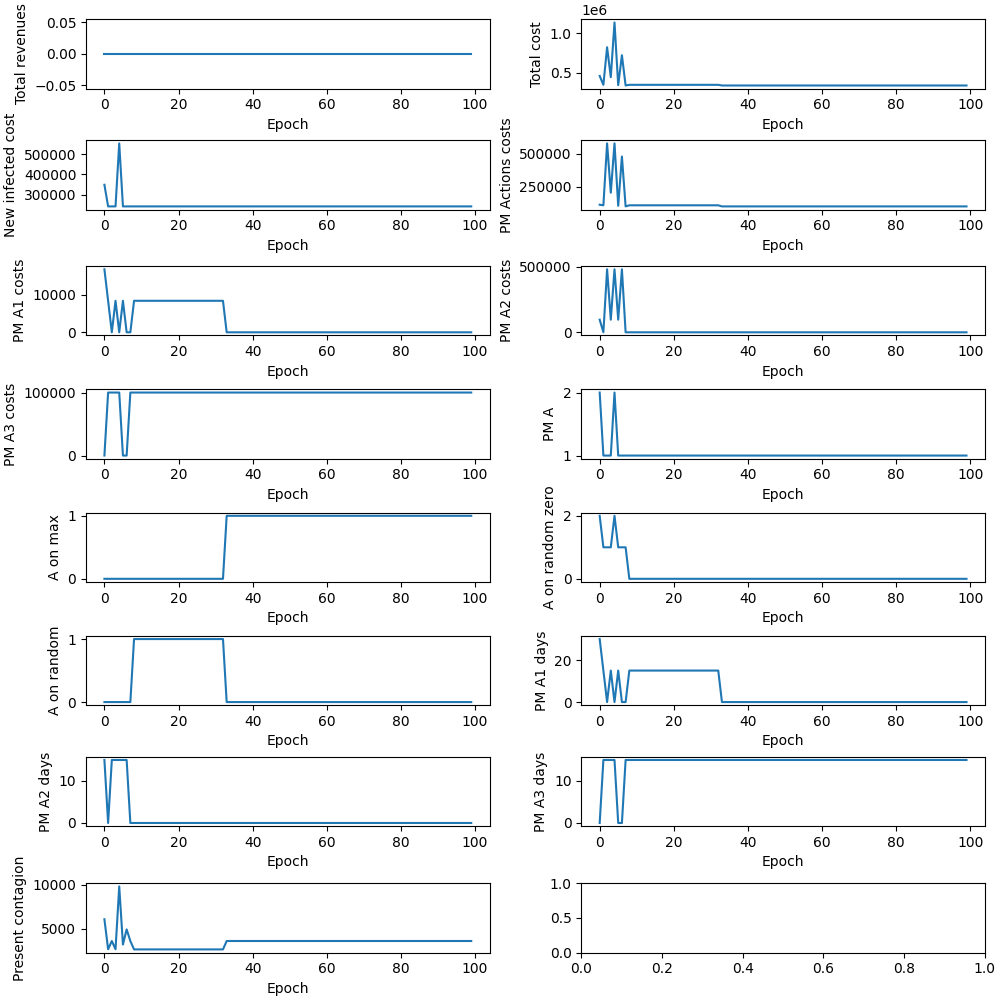 Total revenues
0.05
0.00
−0.05
0 20 40 60 80 100
Epoch
1e6
Total cost
1.0
0.5
0 20 40 60 80 100
Epoch
New infected cost
500000
400000
300000
0 20 40 60 80 100
Epoch
PM Actions costs
500000
250000
0 20 40 60 80 100
Epoch
PM A1 costs
10000
0
0 20 40 60 80 100
Epoch
PM A2 costs
500000
0
0 20 40 60 80 100
Epoch
PM A3 costs
100000
0
0 20 40 60 80 100
Epoch
PM A
2
1
0 20 40 60 80 100
Epoch
A on max
1
0
0 20 40 60 80 100
Epoch
A on random zero
2
0
0 20 40 60 80 100
Epoch
A on random
1
0
0 20 40 60 80 100
Epoch
PM A1 days
20
0
0 20 40 60 80 100
Epoch
PM A2 days
10
0
0 20 40 60 80 100
Epoch
PM A3 days
10
0
0 20 40 60 80 100
Epoch
Present contagion
10000
5000
0 20 40 60 80 100
Epoch
1.0
0.5
0.0
0.0 0.2 0.4 0.6 0.8 1.0